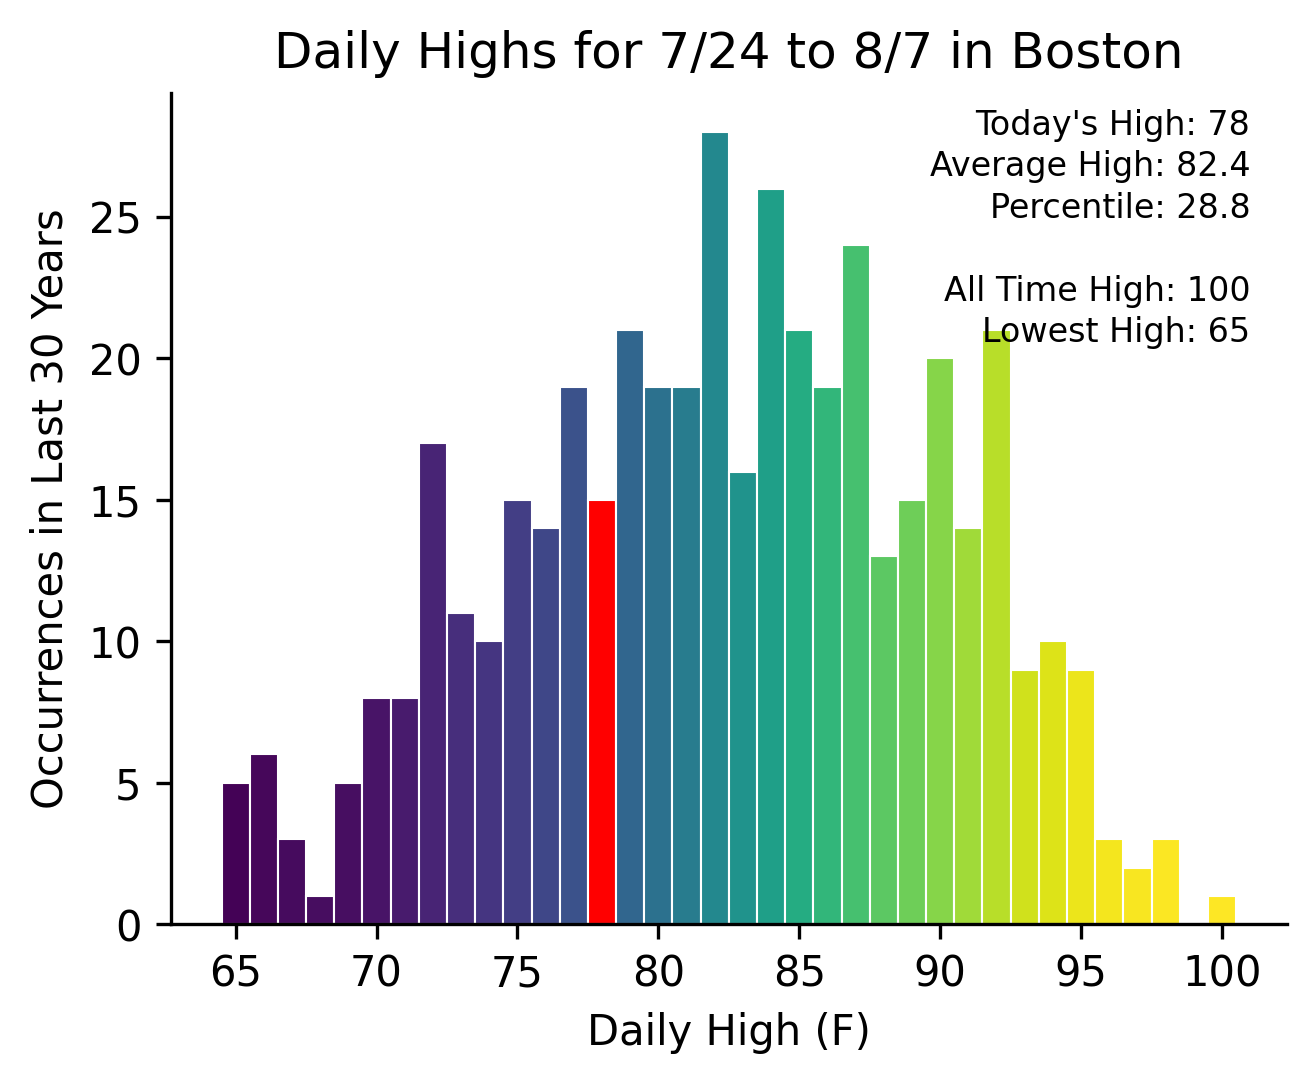 Daily Highs for 7/24 to 8/7 in Boston
Today's High: 78
Average High: 82.4
Percentile: 28.8
All Time High: 100
Lowest High: 65
Occurrences in Last 30 Years
25
20
15
10
5
0
65 70 75 80 85 90 95 100
Daily High (F)